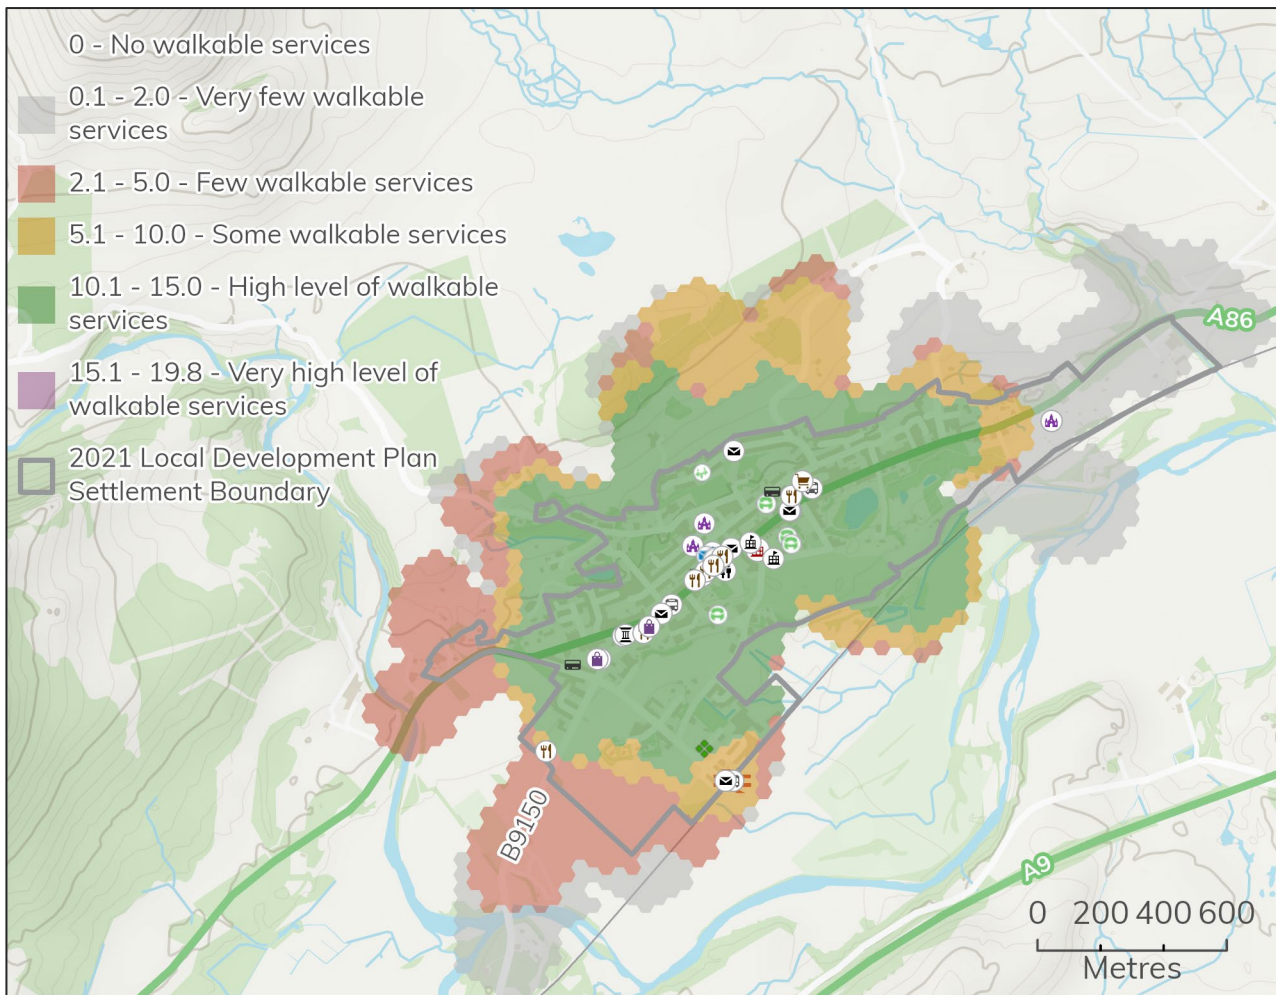 0 - No walkable services
0.1 - 2.0 - Very few walkable
services
2.1 - 5.0 - Few walkable services
5.1 - 10.0 - Some walkable services
10.1 - 15.0 - High level of walkable
services
15.1 - 19.8 - Very high level of
walkable services
2021 Local Development Plan
Settlement Boundary
A86
B9150
A9
0 200 400 600
Metres